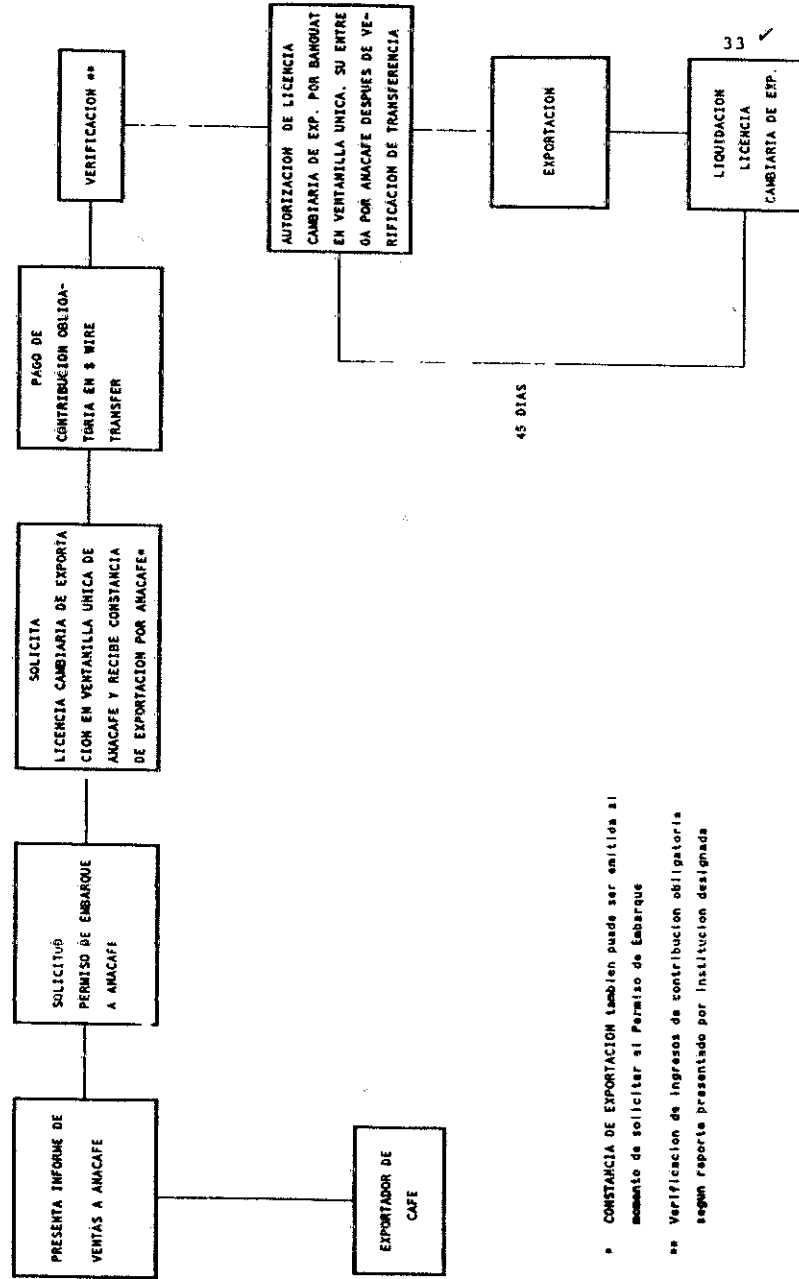 PRESENTA INFORME DE
VENTAS A ANACAFE
EXPORTADOR DE
CAFE
SOLICITUD
PERMISO DE EMBARQUE
A ANACAFE
SOLICITA
LICENCIA CAMBIARIA DE EXPORTA
CION EN VENTANILLA UNICA DE
ANACAFE Y RECIBE CONSTANCIA
DE EXPORTACION POR ANACAFE*
PAGO DE
CONTRIBUCION OBLIGA-
TORIA EN $ WIRE
TRANSFER
VERIFICACION **
AUTORIZACION DE LICENCIA
CAMBIARIA DE EXP. POR BANGUAT
EN VENTANILLA UNICA. SU ENTRE
GA POR ANACAFE DESPUES DE VE-
RIFICACION DE TRANSFERENCIA
EXPORTACION
LIQUIDACION
LICENCIA
CAMBIARIA DE EXP.
45 DIAS
* CONSTANCIA DE EXPORTACION tambien puede ser emitida al
momento de solicitar el Permiso de Embarque
** Verificacion de ingresos de contribucion obligatoria
segun reporte presentado por institucion designada
33 ✓